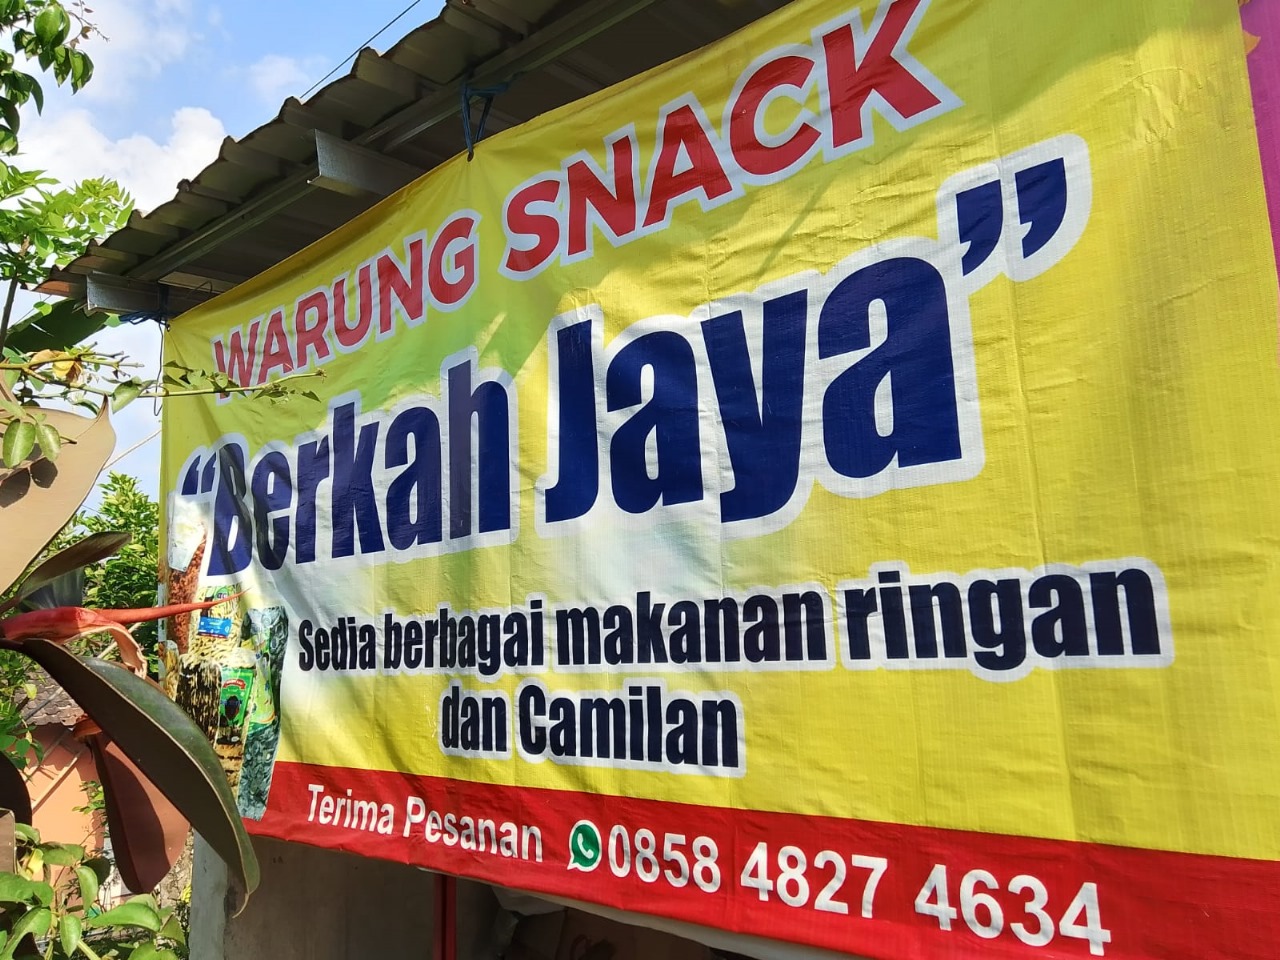 WARUNG SNACK
"Berkah Jaya"
Sedia berbagai makanan ringan
dan Camilan
Terima Pesanan 0858 4827 4634